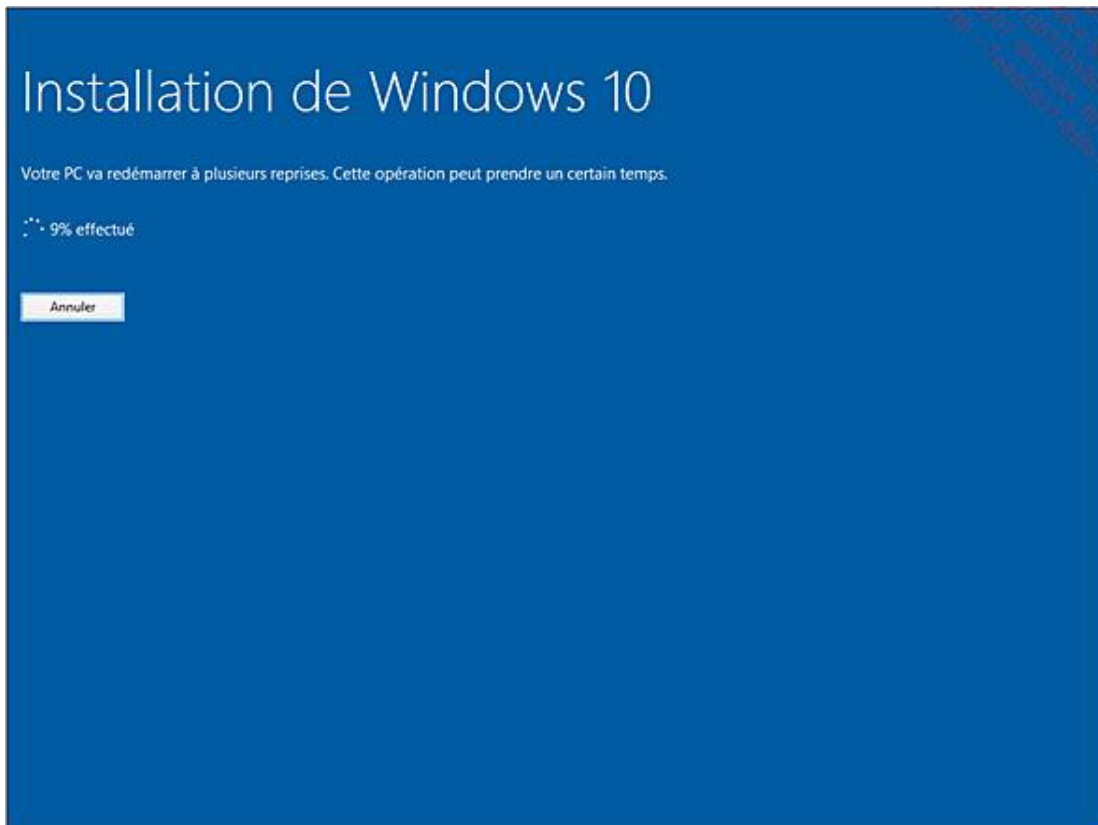 Installation de Windows 10
Votre PC va redémarrer à plusieurs reprises. Cette opération peut prendre un certain temps.
9% effectué
Annuler